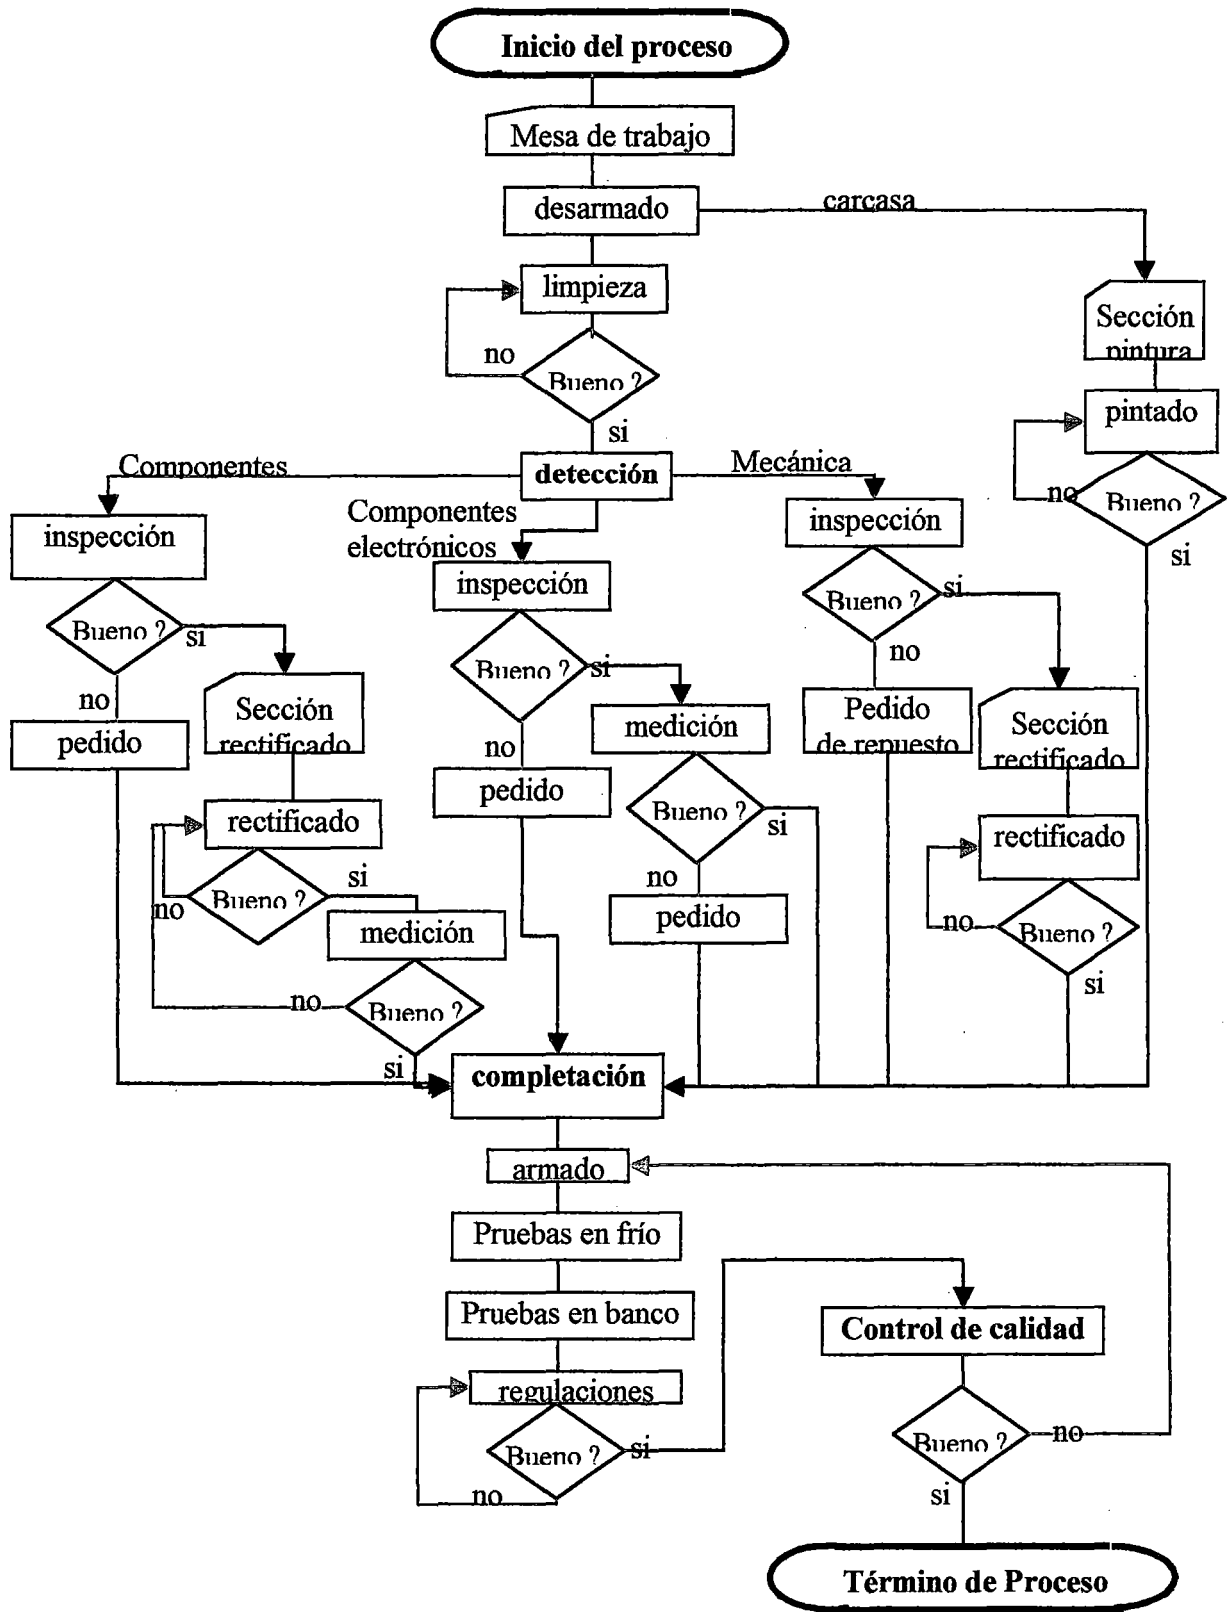 Inicio del proceso
Mesa de trabajo
desarmado
carcasa
limpieza
Sección
pintura
no
Bueno ?
pintado
si
Componentes
detección
Mecánica
no
Bueno ?
Componentes
electrónicos
inspección
inspección
si
inspección
Bueno ?
si
Bueno ?
si
no
Bueno ?
si
no
Sección
rectificado
pedido
no
medición
Pedido
de repuesto
Sección
rectificado
pedido
Bueno ?
si
rectificado
rectificado
Bueno ?
si
no
no
pedido
no
Bueno ?
medición
si
no
Bueno ?
si
completación
armado
Pruebas en frío
Pruebas en banco
Control de calidad
regulaciones
Bueno ?
si
no
Bueno ?
no
si
Término de Proceso